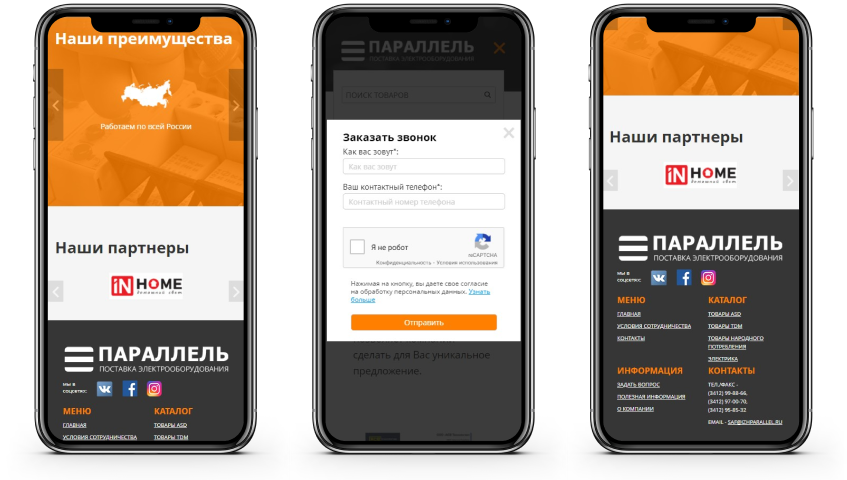 Наши преимущества
Работаем по всей России
Наши партнеры
iN HOME
домашний свет
ПАРАЛЛЕЛЬ
ПОСТАВКА ЭЛЕКТРООБОРУДОВАНИЯ
МЫ В
СОЦСЕТЯХ:
МЕНЮ
КАТАЛОГ
ГЛАВНАЯ
ТОВАРЫ ASD
УСЛОВИЯ СОТРУДНИЧЕСТВА
ТОВАРЫ TDM
ПАРАЛЛЕЛЬ
ПОСТАВКА ЭЛЕКТРООБОРУДОВАНИЯ
ПОИСК ТОВАРОВ
Заказать звонок
Как вас зовут*:
Как вас зовут
Ваш контактный телефон*:
Контактный номер телефона
Я не робот
reCAPTCHA
Конфиденциальность - Условия использования
Нажимая на кнопку, вы даете свое согласие
на обработку персональных данных. Узнать
больше
Отправить
сделать для Вас уникальное
предложение.
Наши партнеры
iN HOME
домашний свет
ПАРАЛЛЕЛЬ
ПОСТАВКА ЭЛЕКТРООБОРУДОВАНИЯ
МЫ В
СОЦСЕТЯХ:
МЕНЮ
ГЛАВНАЯ
УСЛОВИЯ СОТРУДНИЧЕСТВА
КОНТАКТЫ
КАТАЛОГ
ТОВАРЫ ASD
ТОВАРЫ TDM
ТОВАРЫ НАРОДНОГО
ПОТРЕБЛЕНИЯ
ЭЛЕКТРИКА
ИНФОРМАЦИЯ
ЗАДАТЬ ВОПРОС
ПОЛЕЗНАЯ ИНФОРМАЦИЯ
О КОМПАНИИ
КОНТАКТЫ
ТЕЛ./ФАКС -
(3412) 99-88-66,
(3412) 97-00-70,
(3412) 95-85-32
EMAIL - SAP@IZHPARALLEL.RU